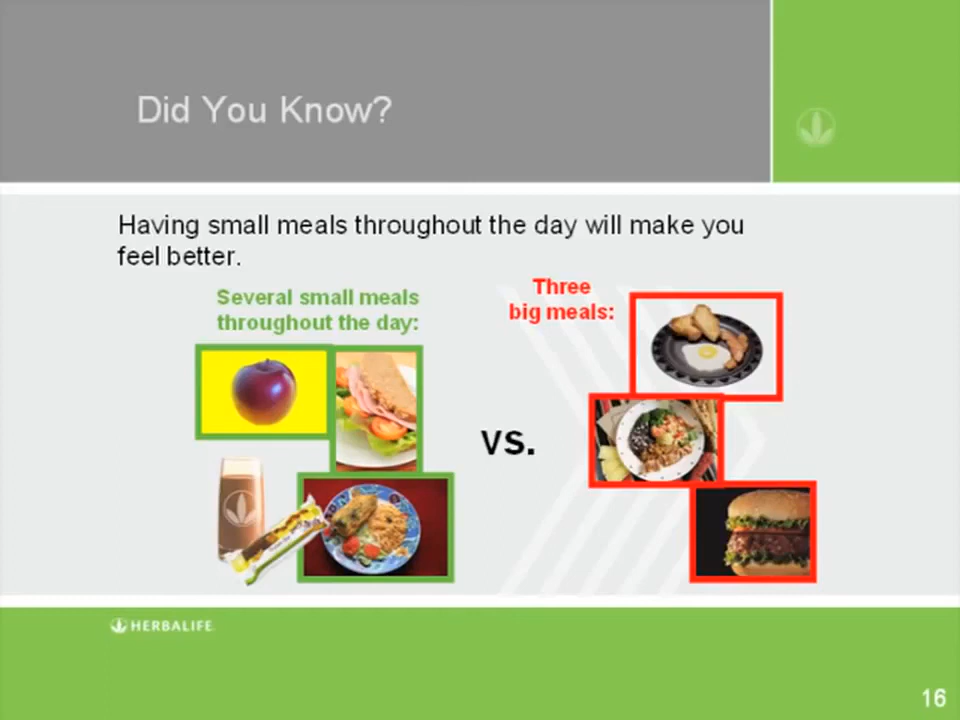 Did You Know?
Having small meals throughout the day will make you
feel better.
Several small meals
throughout the day:
Three
big meals:
vs.
HERBALIFE
16